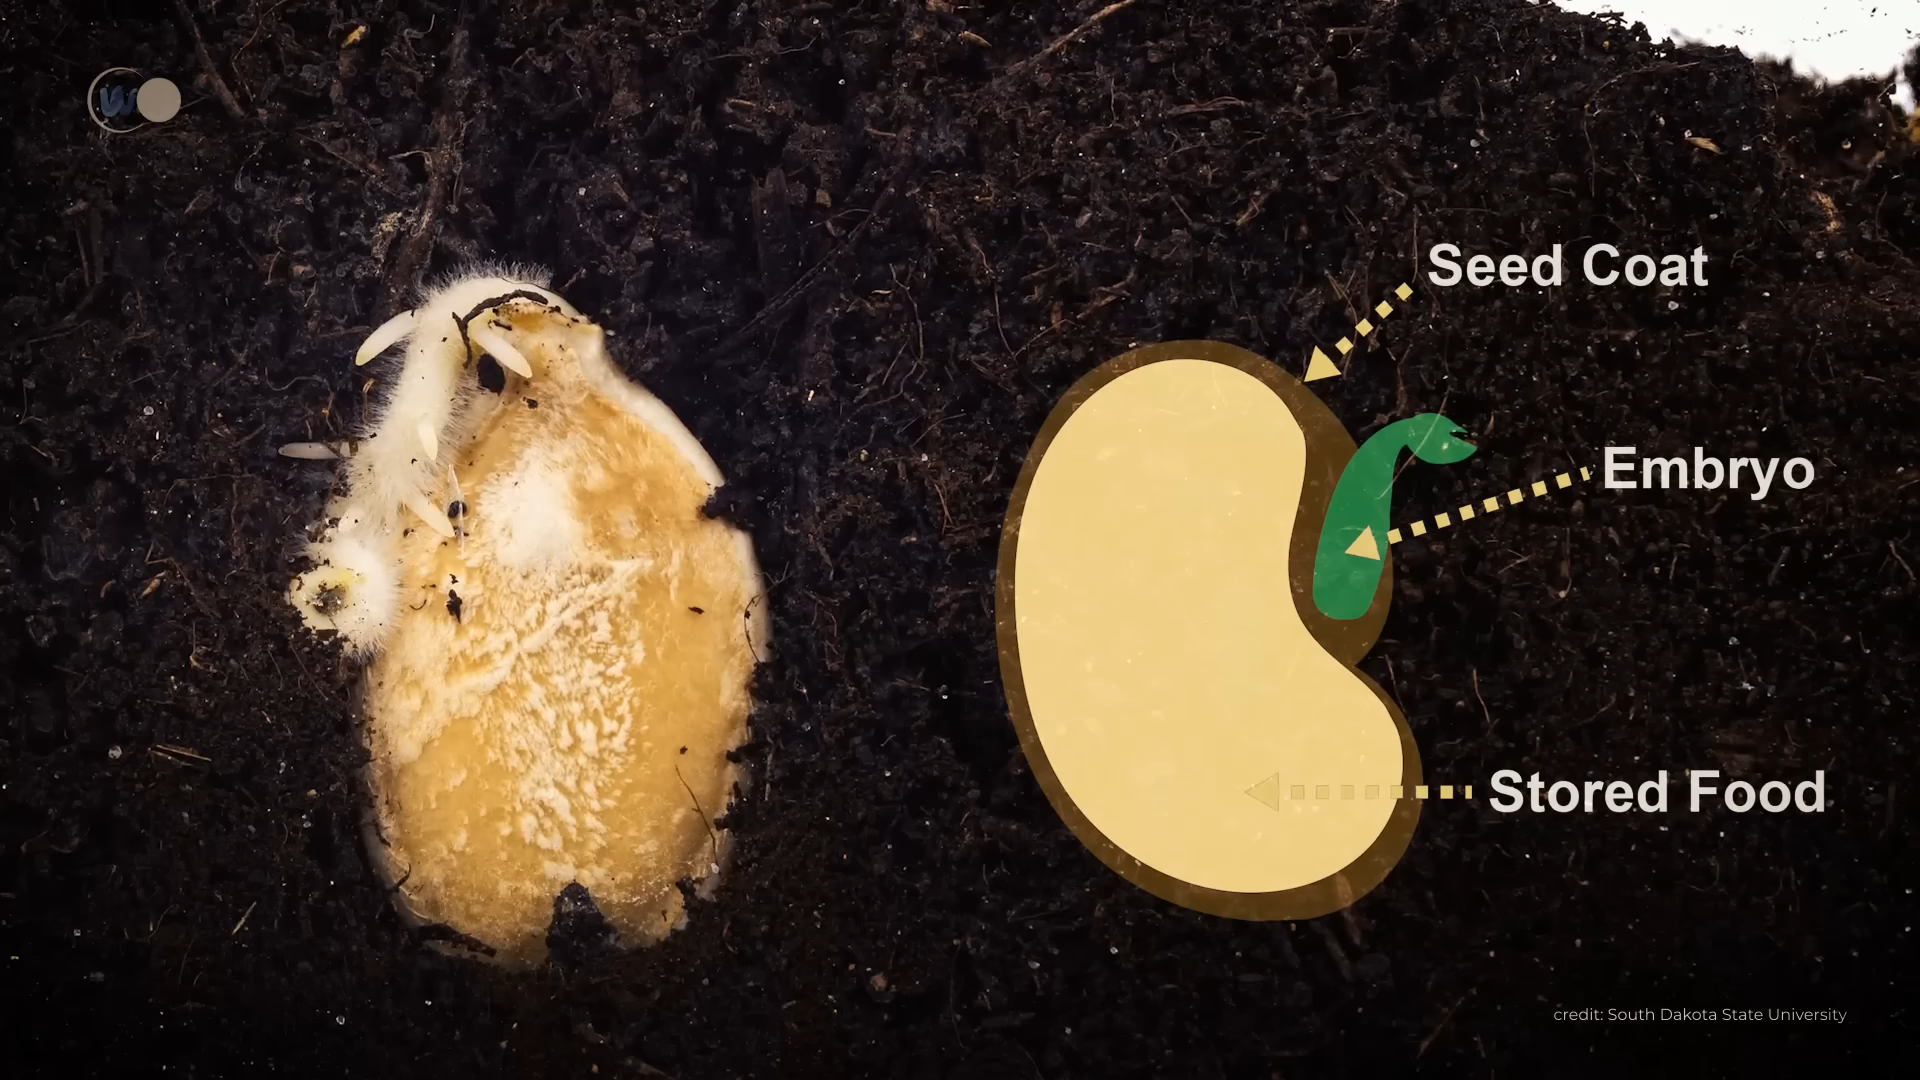 Seed Coat
Embryo
Stored Food
credit: South Dakota State University